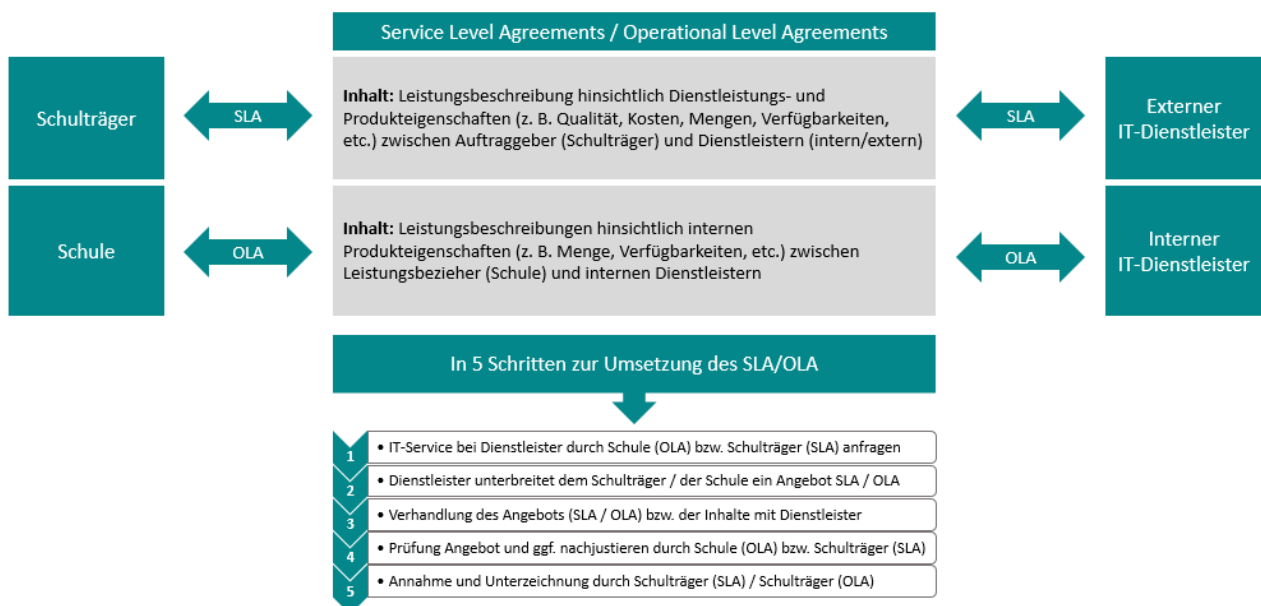 Service Level Agreements / Operational Level Agreements
Schulträger
SLA
Inhalt: Leistungsbeschreibung hinsichtlich Dienstleistungs- und
Produkteigenschaften (z. B. Qualität, Kosten, Mengen, Verfügbarkeiten,
etc.) zwischen Auftraggeber (Schulträger) und Dienstleistern (intern/extern)
SLA
Externer
IT-Dienstleister
Schule
OLA
Inhalt: Leistungsbeschreibungen hinsichtlich internen
Produkteigenschaften (z. B. Menge, Verfügbarkeiten, etc.) zwischen
Leistungsbezieher (Schule) und internen Dienstleistern
OLA
Interner
IT-Dienstleister
In 5 Schritten zur Umsetzung des SLA/OLA
1 • IT-Service bei Dienstleister durch Schule (OLA) bzw. Schulträger (SLA) anfragen
2 • Dienstleister unterbreitet dem Schulträger / der Schule ein Angebot SLA / OLA
3 • Verhandlung des Angebots (SLA / OLA) bzw. der Inhalte mit Dienstleister
4 • Prüfung Angebot und ggf. nachjustieren durch Schule (OLA) bzw. Schulträger (SLA)
5 • Annahme und Unterzeichnung durch Schulträger (SLA) / Schulträger (OLA)